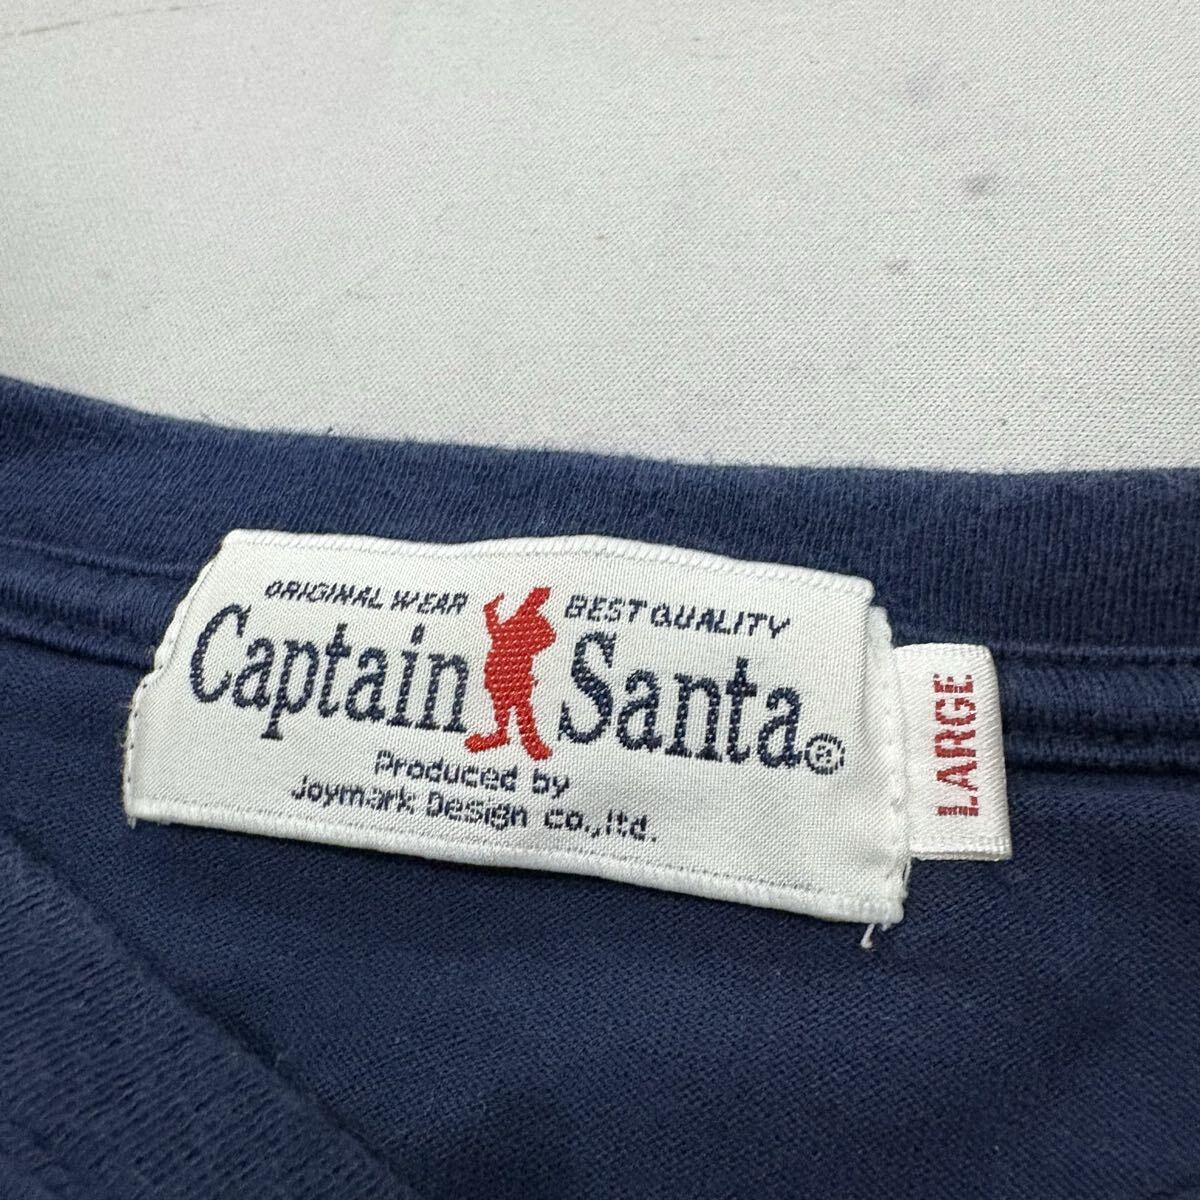 ORIGINAL WEAR BEST QUALITY
Captain Santa®
Produced by
Joymark Design co.,ltd.
LARGE